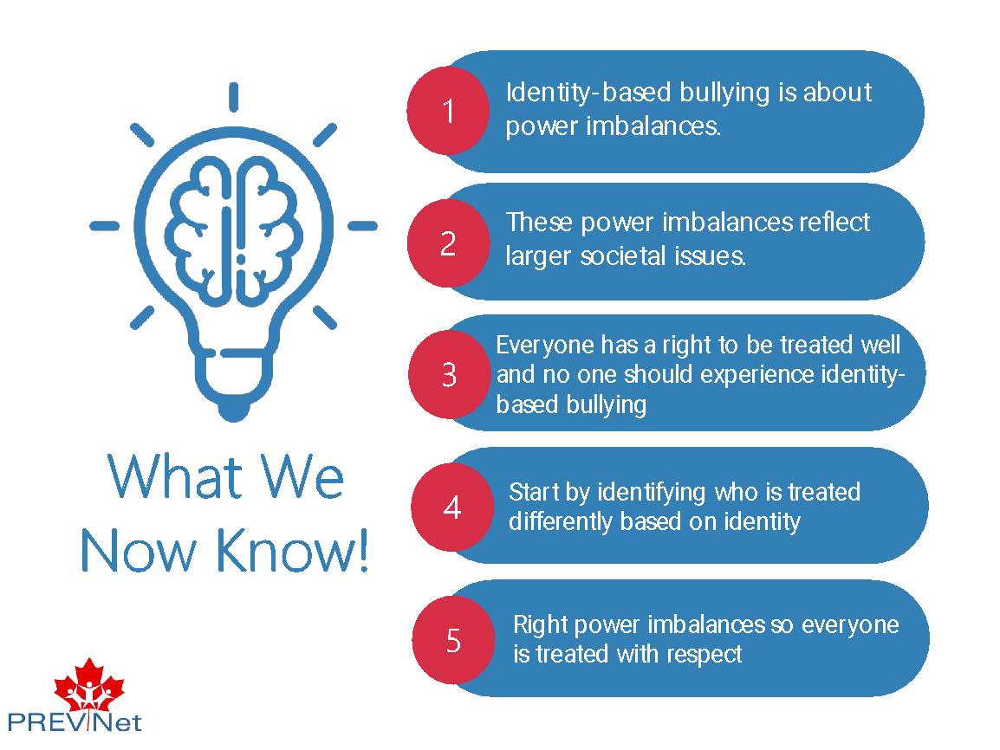 What We
Now Know!
1
Identity-based bullying is about
power imbalances.
2
These power imbalances reflect
larger societal issues.
3
Everyone has a right to be treated well
and no one should experience identity-
based bullying
4
Start by identifying who is treated
differently based on identity
5
Right power imbalances so everyone
is treated with respect
PREVNet